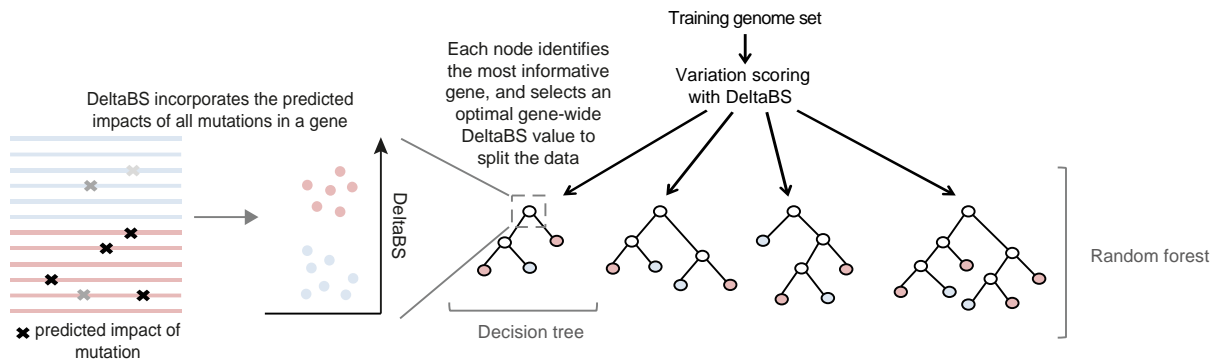 DeltaBS incorporates the predicted
impacts of all mutations in a gene
predicted impact of
mutation
DeltaBS
Each node identifies
the most informative
gene, and selects an
optimal gene-wide
DeltaBS value to
split the data
Training genome set
Variation scoring
with DeltaBS
Decision tree
Random forest